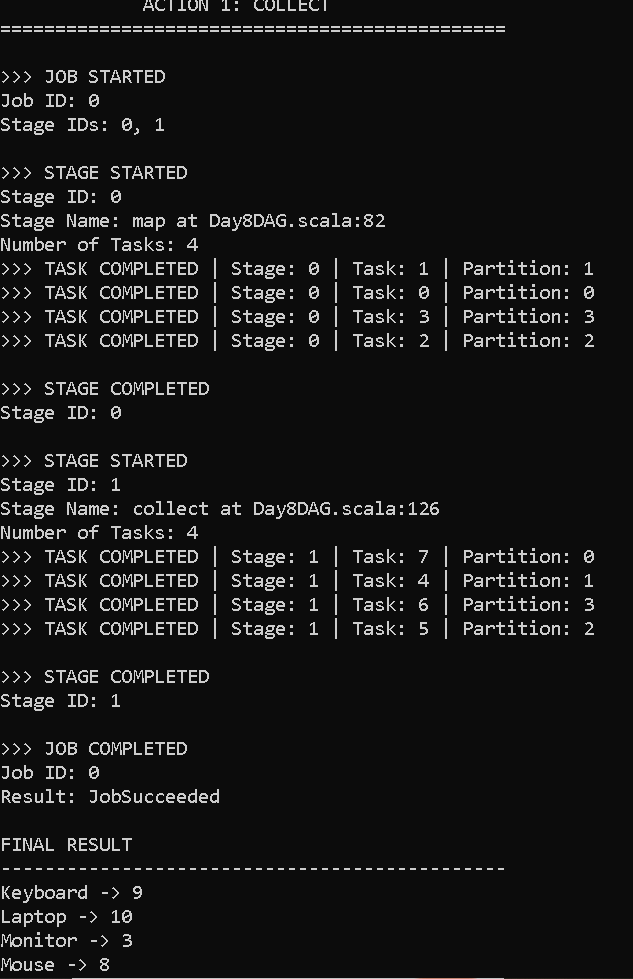 ACTION 1: COLLECT
==============================================
>>> JOB STARTED
Job ID: 0
Stage IDs: 0, 1
>>> STAGE STARTED
Stage ID: 0
Stage Name: map at Day8DAG.scala:82
Number of Tasks: 4
>>> TASK COMPLETED | Stage: 0 | Task: 1 | Partition: 1
>>> TASK COMPLETED | Stage: 0 | Task: 0 | Partition: 0
>>> TASK COMPLETED | Stage: 0 | Task: 3 | Partition: 3
>>> TASK COMPLETED | Stage: 0 | Task: 2 | Partition: 2
>>> STAGE COMPLETED
Stage ID: 0
>>> STAGE STARTED
Stage ID: 1
Stage Name: collect at Day8DAG.scala:126
Number of Tasks: 4
>>> TASK COMPLETED | Stage: 1 | Task: 7 | Partition: 0
>>> TASK COMPLETED | Stage: 1 | Task: 4 | Partition: 1
>>> TASK COMPLETED | Stage: 1 | Task: 6 | Partition: 3
>>> TASK COMPLETED | Stage: 1 | Task: 5 | Partition: 2
>>> STAGE COMPLETED
Stage ID: 1
>>> JOB COMPLETED
Job ID: 0
Result: JobSucceeded
FINAL RESULT
----------------------------------------------
Keyboard -> 9
Laptop -> 10
Monitor -> 3
Mouse -> 8